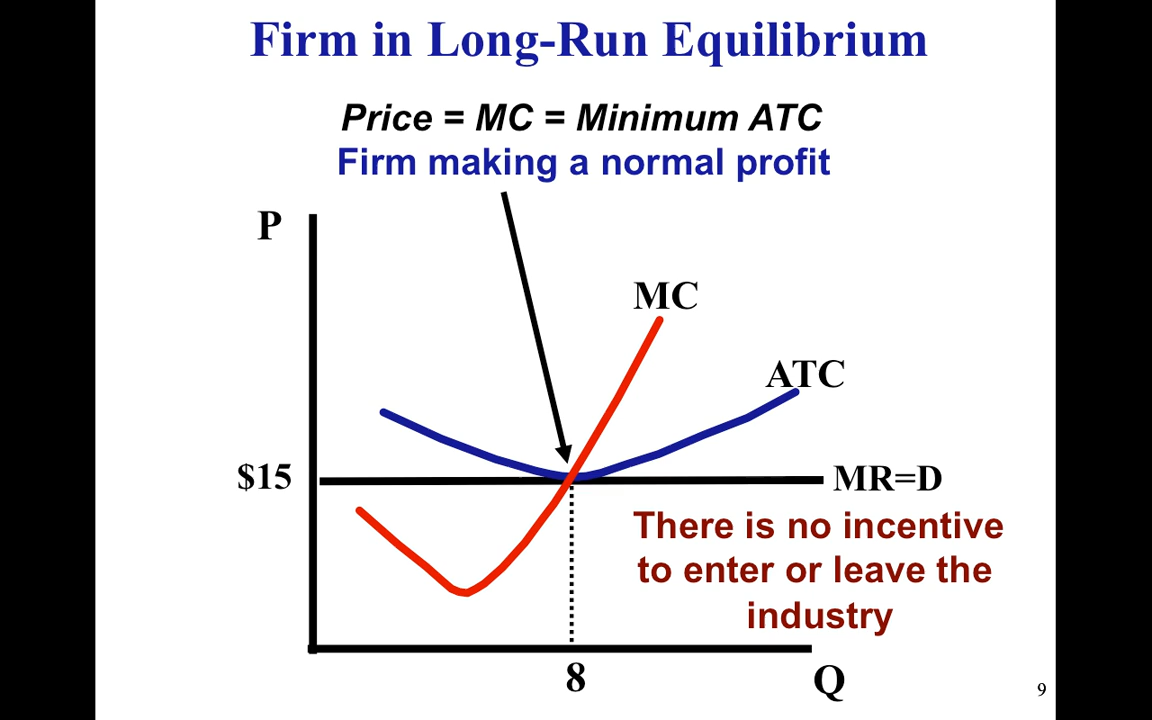 Firm in Long-Run Equilibrium
Price = MC = Minimum ATC
Firm making a normal profit
P
MC
ATC
$15
MR=D
There is no incentive
to enter or leave the
industry
8
Q
9